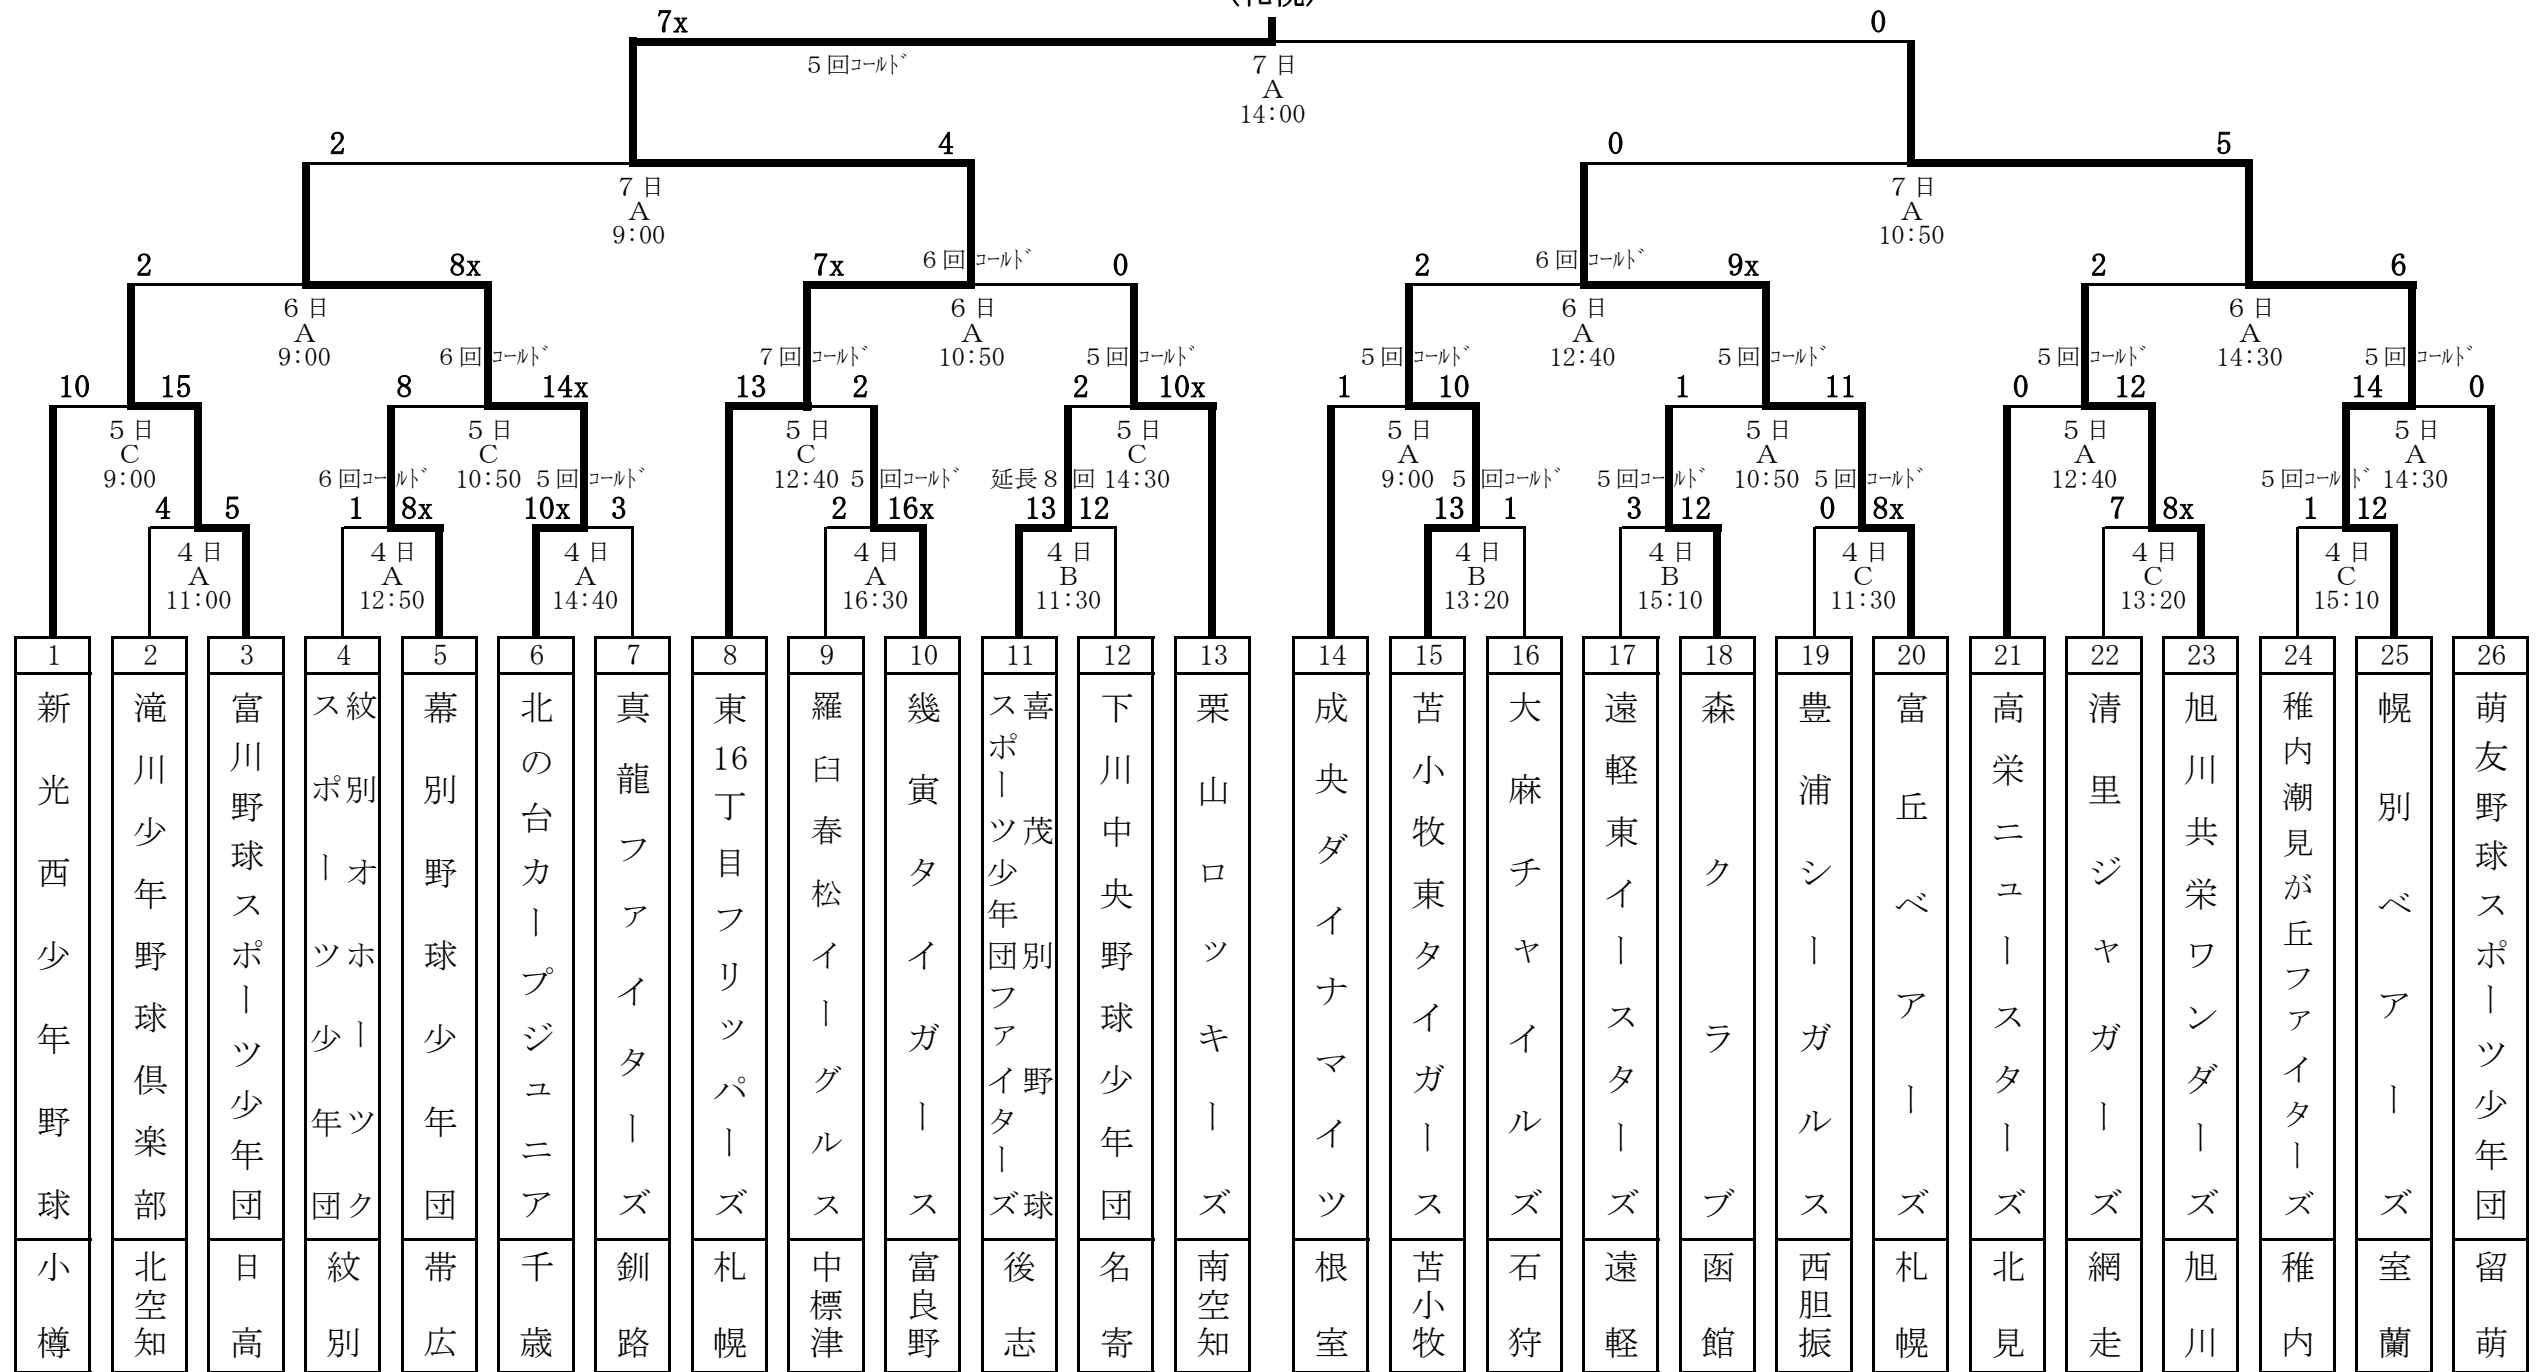 7x 0
5回ｺｰﾙﾄﾞ
7日
A
14:00
2 4 0 5
7日 7日
A A
9:00 10:50
2 8x 7x 6回ｺｰﾙﾄﾞ 0 2 6回ｺｰﾙﾄﾞ 9x 2 6
6日 6日 6日 6日
A A A A
9:00 6回ｺｰﾙﾄﾞ 7回ｺｰﾙﾄﾞ 10:50 5回ｺｰﾙﾄﾞ 5回ｺｰﾙﾄﾞ 12:40 5回ｺｰﾙﾄﾞ 5回ｺｰﾙﾄﾞ 14:30 5回ｺｰﾙﾄﾞ
10 15 8 14x 13 2 2 10x 1 10 1 11 0 12 14 0
5日 5日 5日 5日 5日 5日 5日 5日
C C C C A A A A
9:00 6回ｺｰﾙﾄﾞ 10:50 5回ｺｰﾙﾄﾞ 12:40 5回ｺｰﾙﾄﾞ 延長8回 14:30 9:00 5回ｺｰﾙﾄﾞ 5回ｺｰﾙﾄﾞ 10:50 5回ｺｰﾙﾄﾞ 12:40 5回ｺｰﾙﾄﾞ 14:30
4 5 1 8x 10x 3 2 16x 13 12 13 1 3 12 0 8x 7 8x 1 12
4日 4日 4日 4日 4日 4日 4日 4日 4日 4日
A A A A B B B C C C
11:00 12:50 14:40 16:30 11:30 13:20 15:10 11:30 13:20 15:10
1 2 3 4 5 6 7 8 9 10 11 12 13 14 15 16 17 18 19 20 21 22 23 24 25 26
新光西少年野球
滝川少年野球倶楽部
富川野球スポーツ少年団
紋別オホーツク
スポーツ少年団
幕別野球少年団
北の台カープジュニア
真龍ファイターズ
東16丁目フリッパーズ
羅臼春松イーグルス
幾寅タイガース
喜茂別野球
スポーツ少年団ファイターズ
下川中央野球少年団
栗山ロッキーズ
成央ダイナマイツ
苫小牧東タイガース
大麻チャイルズ
遠軽東イースターズ
森クラブ
豊浦シーガルス
富丘ベアーズ
高栄ニュースターズ
清里ジャガーズ
旭川共栄ワンダーズ
稚内潮見が丘ファイターズ
幌別ベアーズ
萌友野球スポーツ少年団
小樽
北空知
日高
紋別
帯広
千歳
釧路
札幌
中標津
富良野
後志
名寄
南空知
根室
苫小牧
石狩
遠軽
函館
西胆振
札幌
北見
網走
旭川
稚内
室蘭
留萌